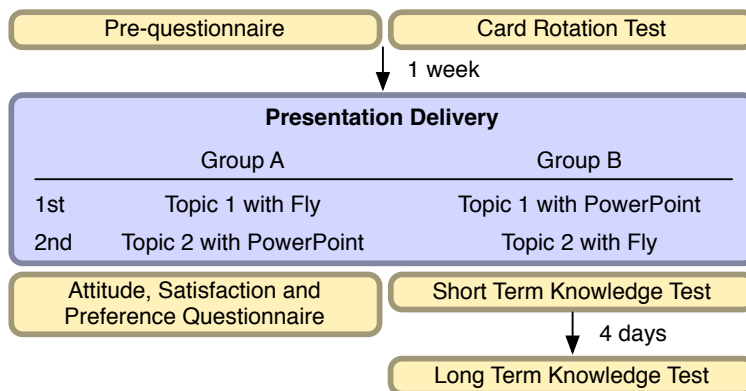 Pre-questionnaire
Card Rotation Test
1 week
Presentation Delivery
Group A Group B
1st Topic 1 with Fly Topic 1 with PowerPoint
2nd Topic 2 with PowerPoint Topic 2 with Fly
Attitude, Satisfaction and
Preference Questionnaire
Short Term Knowledge Test
4 days
Long Term Knowledge Test